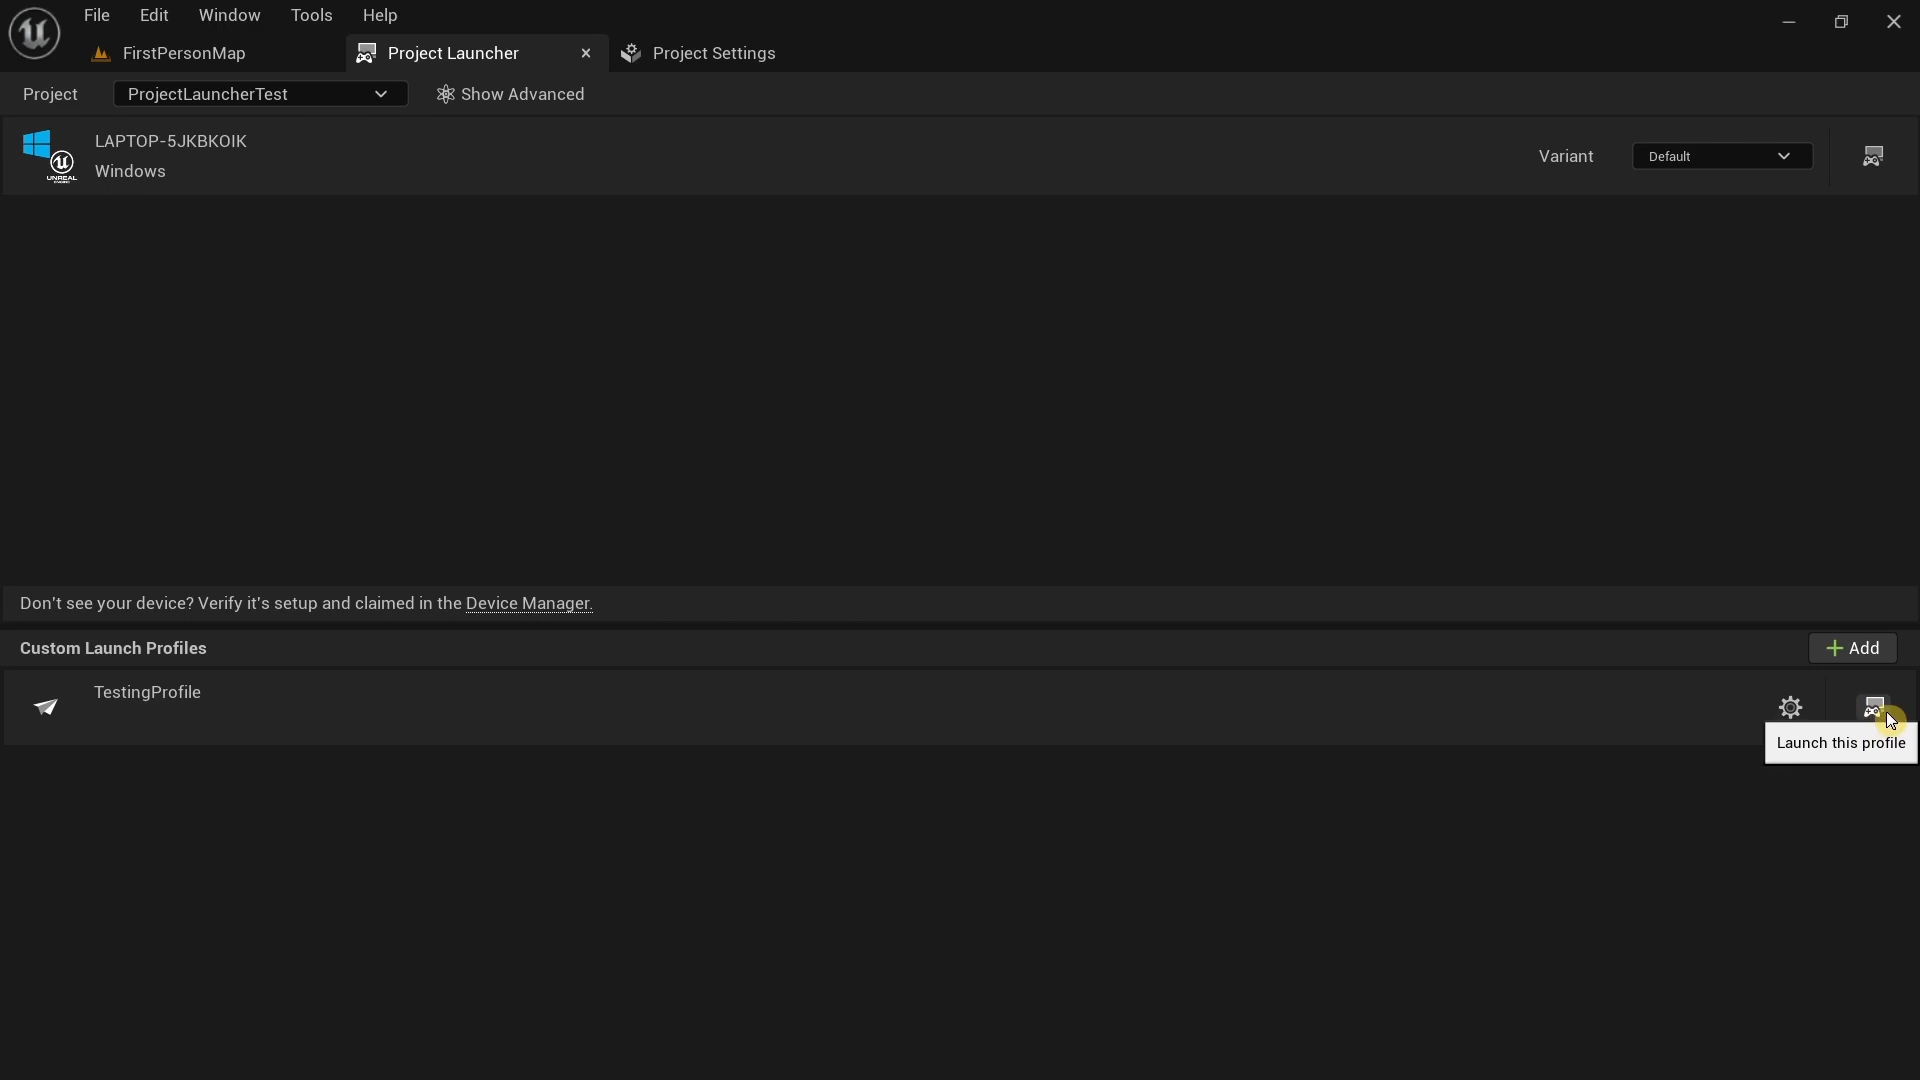 File Edit Window Tools Help
FirstPersonMap Project Launcher Project Settings
Project ProjectLauncherTest Show Advanced
LAPTOP-5JKBKOIK
Windows
UNREAL
ENGINE
Variant Default
Don't see your device? Verify it's setup and claimed in the Device Manager.
Custom Launch Profiles Add
TestingProfile
Launch this profile